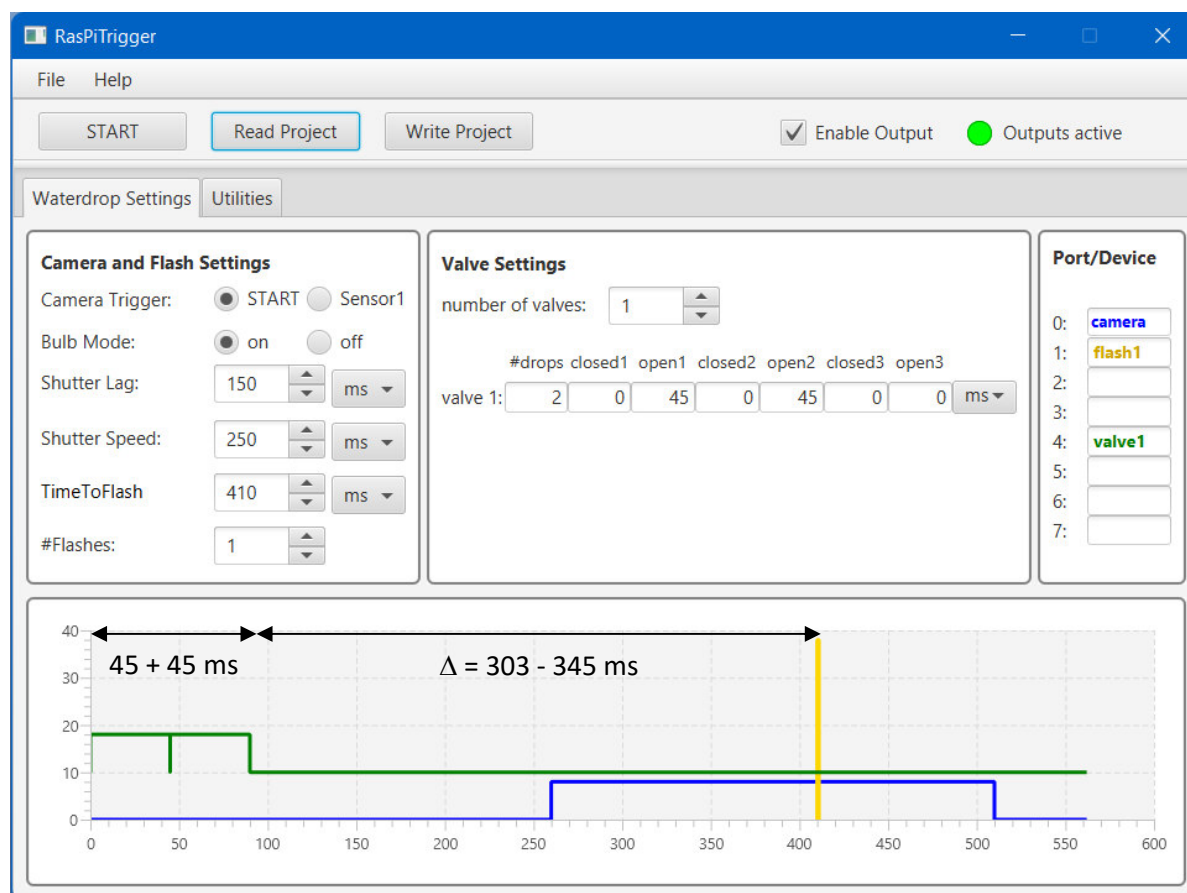 RasPiTrigger
File Help
START Read Project Write Project Enable Output Outputs active
Waterdrop Settings Utilities
Camera and Flash Settings
Camera Trigger: START Sensor1
Bulb Mode: on off
Shutter Lag: 150 ms
Shutter Speed: 250 ms
TimeToFlash 410 ms
#Flashes: 1
Valve Settings
number of valves: 1
#drops closed1 open1 closed2 open2 closed3 open3
valve 1: 2 0 45 0 45 0 0 ms
Port/Device
0: camera
1: flash1
2:
3:
4: valve1
5:
6:
7:
40
45 + 45 ms Δ = 303 - 345 ms
30
20
10
0
0 50 100 150 200 250 300 350 400 450 500 550 600